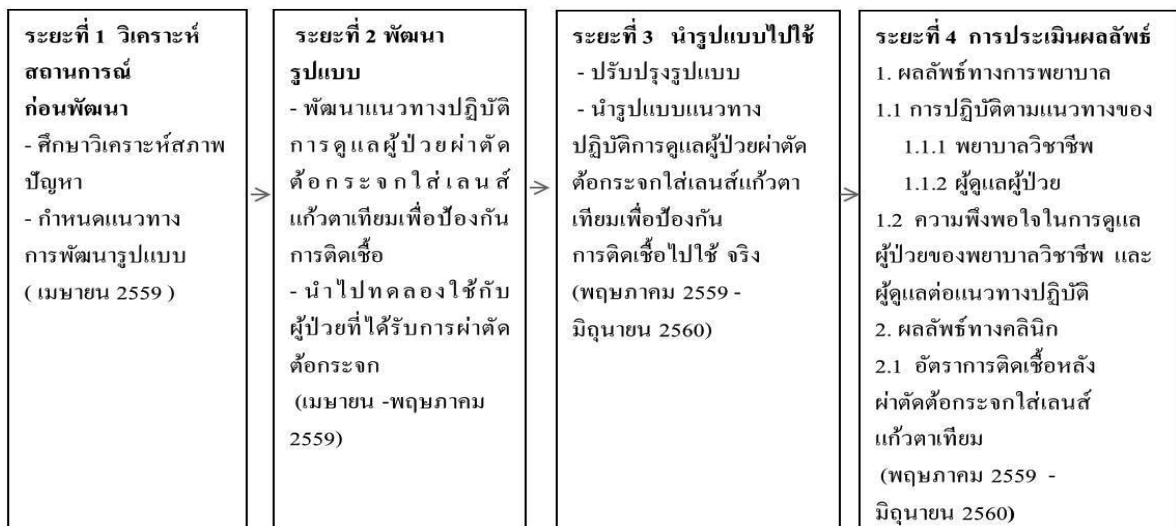 ระยะที่ 1 วิเคราะห์
สถานการณ์
ก่อนพัฒนา
- ศึกษาวิเคราะห์สภาพ
ปัญหา
- กำหนดแนวทาง
การพัฒนารูปแบบ
( เมษายน 2559 )
ระยะที่ 2 พัฒนา
รูปแบบ
- พัฒนาแนวทางปฏิบัติ
การดูแลผู้ป่วยผ่าตัด
ต้อกระจกใส่เลนส์
แก้วตาเทียมเพื่อป้องกัน
การติดเชื้อ
- นำไปทดลองใช้กับ
ผู้ป่วยที่ได้รับการผ่าตัด
ต้อกระจก
(เมษายน -พฤษภาคม
2559)
ระยะที่ 3 นำรูปแบบไปใช้
- ปรับปรุงรูปแบบ
- นำรูปแบบแนวทาง
ปฏิบัติการดูแลผู้ป่วยผ่าตัด
ต้อกระจกใส่เลนส์แก้วตา
เทียมเพื่อป้องกัน
การติดเชื้อไปใช้ จริง
(พฤษภาคม 2559 -
มิถุนายน 2560)
ระยะที่ 4 การประเมินผลลัพธ์
1. ผลลัพธ์ทางการพยาบาล
1.1 การปฏิบัติตามแนวทางของ
1.1.1 พยาบาลวิชาชีพ
1.1.2 ผู้ดูแลผู้ป่วย
1.2 ความพึงพอใจในการดูแล
ผู้ป่วยของพยาบาลวิชาชีพ และ
ผู้ดูแลต่อแนวทางปฏิบัติ
2. ผลลัพธ์ทางคลินิก
2.1 อัตราการติดเชื้อหลัง
ผ่าตัดต้อกระจกใส่เลนส์
แก้วตาเทียม
(พฤษภาคม 2559 -
มิถุนายน 2560)